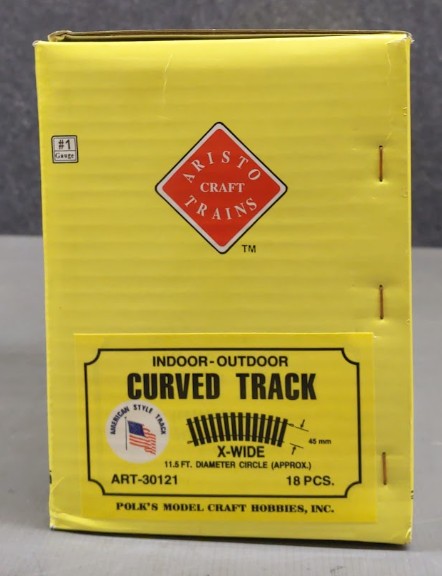 #1
Gauge
ARISTO
CRAFT
TRAINS
TM
INDOOR-OUTDOOR
CURVED TRACK
AMERICAN STYLE TRACK
45 mm
X-WIDE
11.5 FT. DIAMETER CIRCLE (APPROX.)
ART-30121 18 PCS.
POLK'S MODEL CRAFT HOBBIES, INC.